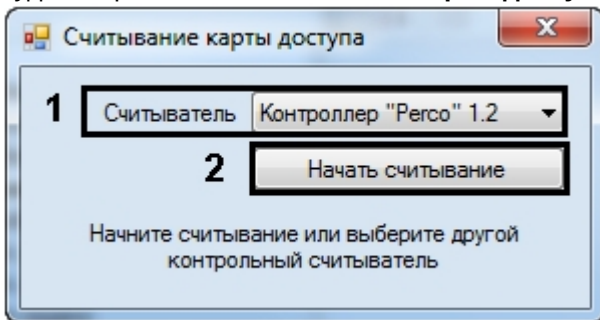 Считывание карты доступа
1 Считыватель Контроллер "Perco" 1.2
2 Начать считывание
Начните считывание или выберите другой
контрольный считыватель